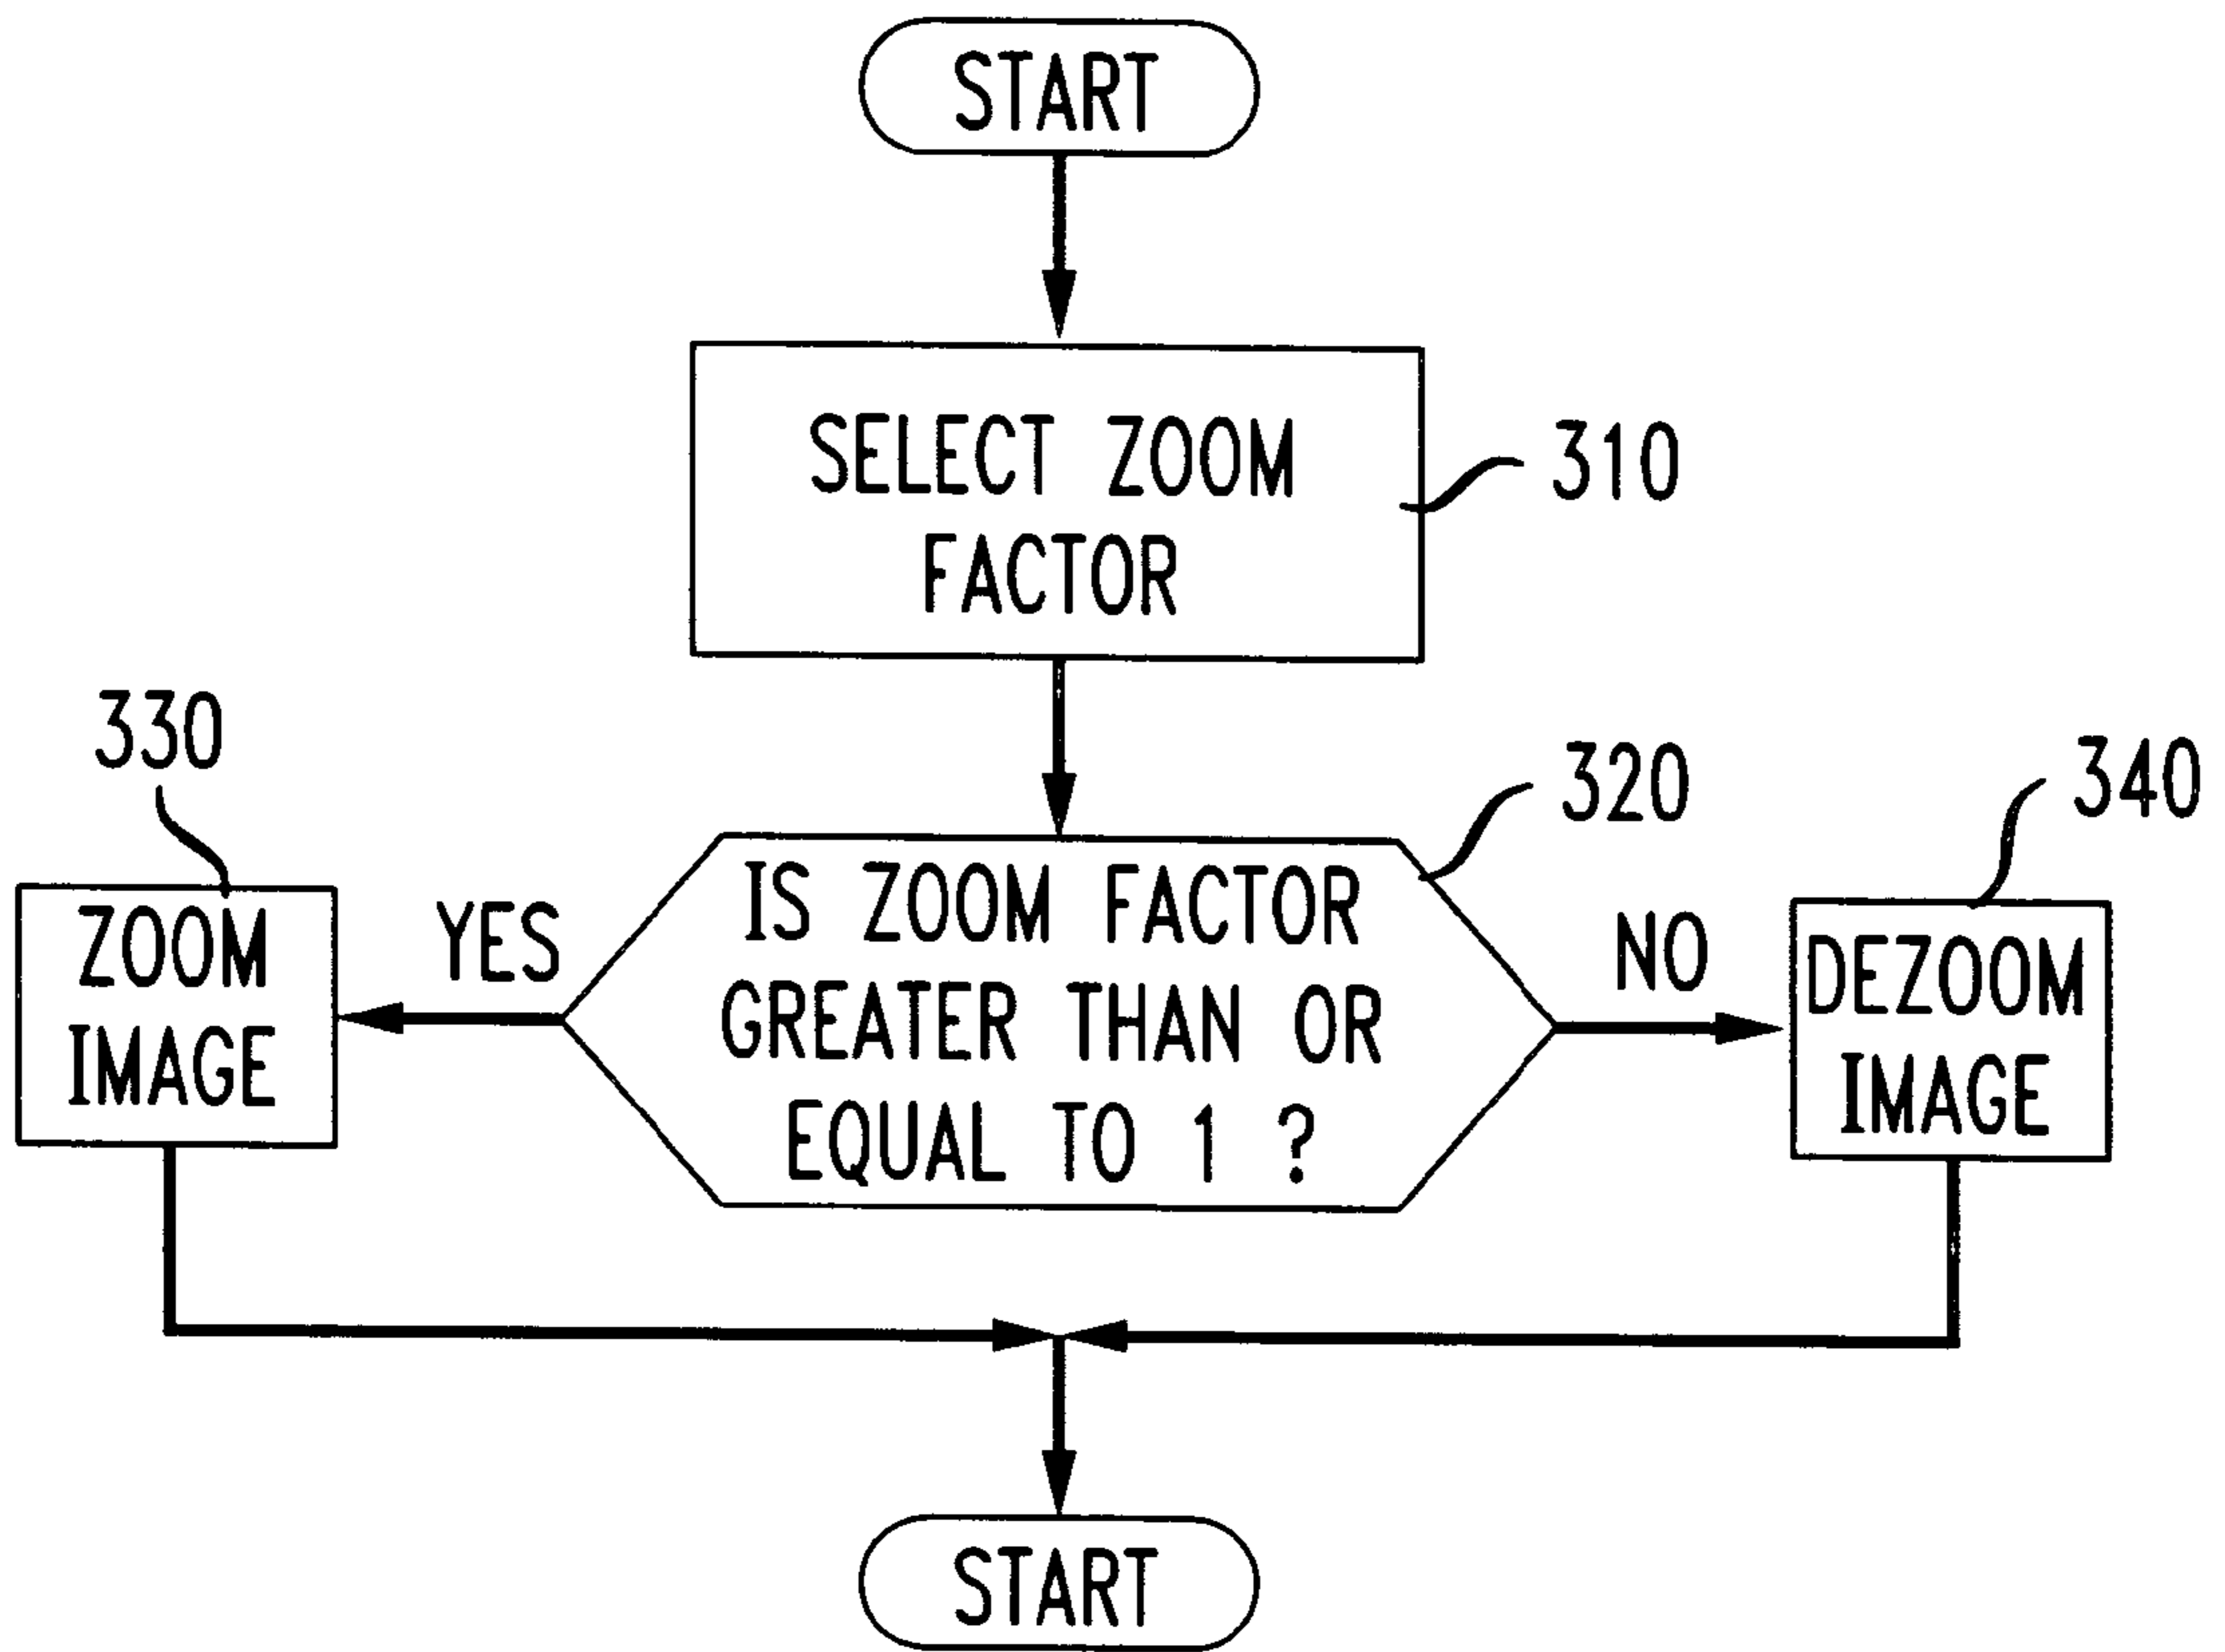 START
SELECT ZOOM
FACTOR
310
330
320
340
IS ZOOM FACTOR
GREATER THAN OR
EQUAL TO 1 ?
YES
NO
ZOOM
IMAGE
DEZOOM
IMAGE
START